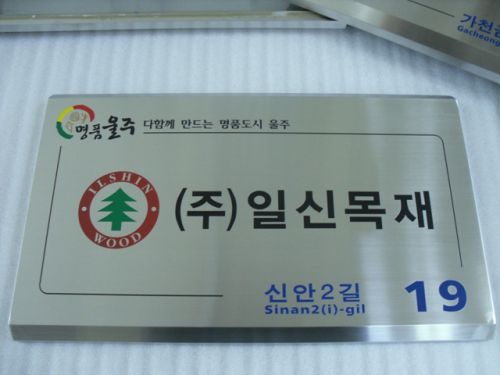 가천
Gacheong
명품울주 다함께 만드는 명품도시 울주
ILSHIN
WOOD
(주)일신목재
신안2길
Sinan2(i)-gil
19